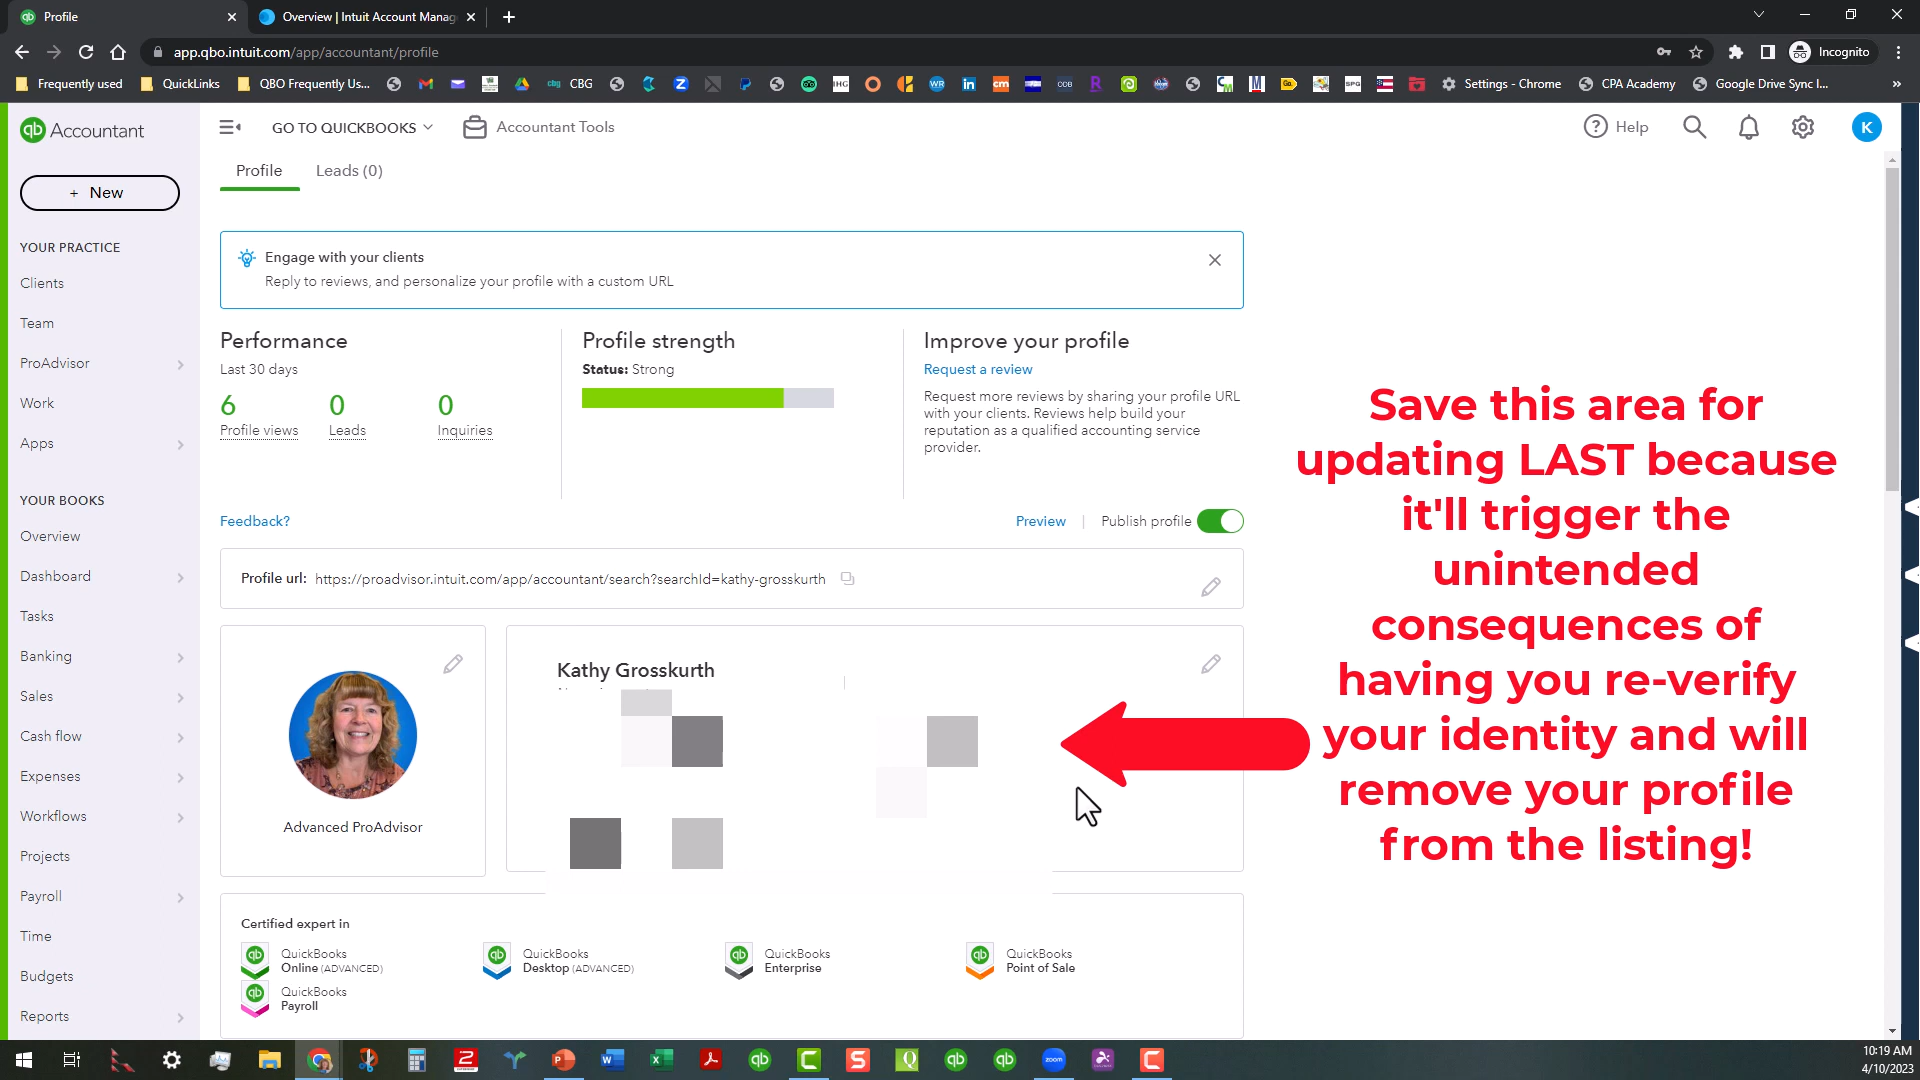 Profile
Overview | Intuit Account Manag
app.qbo.intuit.com/app/accountant/profile
Incognito
Frequently used
QuickLinks
QBO Frequently Us...
cbg
CBG
IHG
WR
in
cm
COB
SPG
Settings - Chrome
CPA Academy
Google Drive Sync I...
»
qb Accountant
GO TO QUICKBOOKS
Accountant Tools
Help
K
Profile
Leads (0)
+ New
YOUR PRACTICE
Clients
Team
ProAdvisor
Work
Apps
YOUR BOOKS
Overview
Dashboard
Tasks
Banking
Sales
Cash flow
Expenses
Workflows
Projects
Payroll
Time
Budgets
Reports
Engage with your clients
Reply to reviews, and personalize your profile with a custom URL
Performance
Last 30 days
6
0
0
Profile views
Leads
Inquiries
Profile strength
Status: Strong
Improve your profile
Request a review
Request more reviews by sharing your profile URL
with your clients. Reviews help build your
reputation as a qualified accounting service
provider.
Feedback?
Preview
Publish profile
Profile url: https://proadvisor.intuit.com/app/accountant/search?searchId=kathy-grosskurth
Advanced ProAdvisor
Kathy Grosskurth
Certified expert in
QuickBooks
Online (ADVANCED)
QuickBooks
Desktop (ADVANCED)
QuickBooks
Enterprise
QuickBooks
Point of Sale
QuickBooks
Payroll
Save this area for
updating LAST because
it'll trigger the
unintended
consequences of
having you re-verify
your identity and will
remove your profile
from the listing!
zoom
10:19 AM
4/10/2023